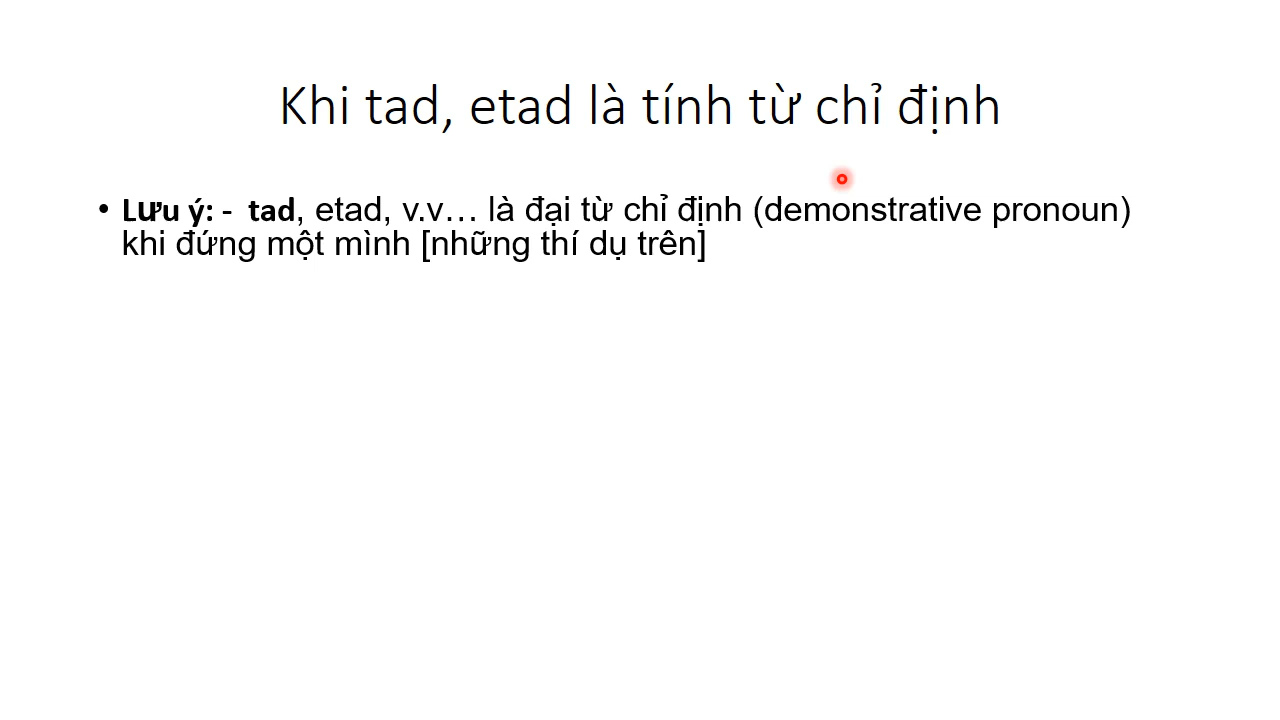 Khi tad, etad là tính từ chỉ định
• Lưu ý: - tad, etad, v.v… là đại từ chỉ định (demonstrative pronoun)
khi đứng một mình [những thí dụ trên]